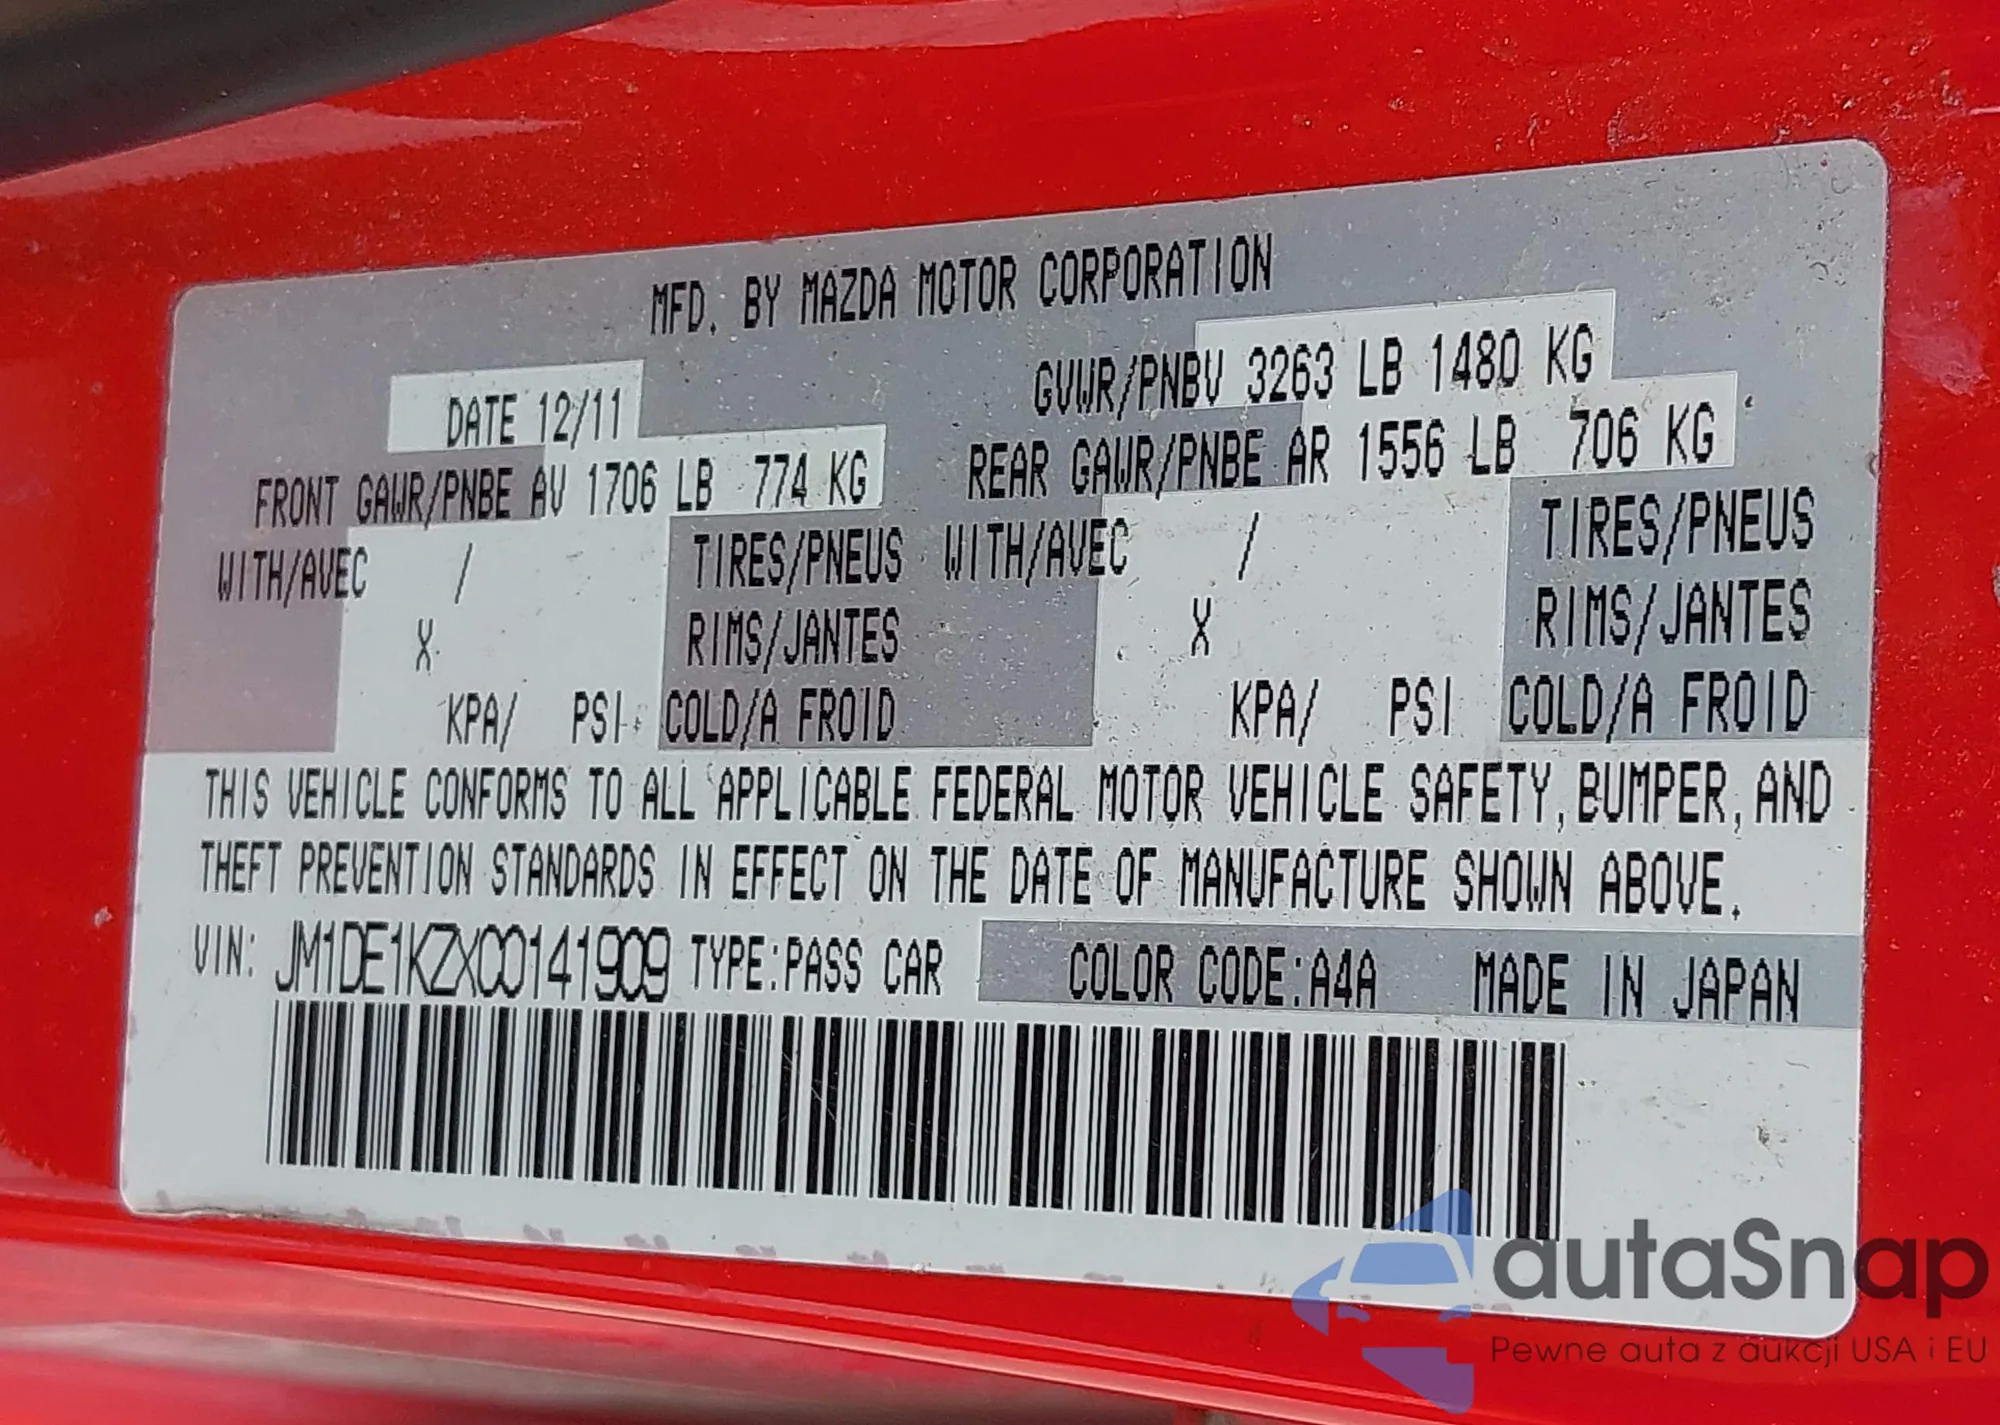 MFD. BY MAZDA MOTOR CORPORATION
DATE 12/11 GVWR/PNBV 3263 LB 1480 KG
FRONT GAWR/PNBE AV 1706 LB 774 KG REAR GAWR/PNBE AR 1556 LB 706 KG
WITH/AVEC / TIRES/PNEUS WITH/AVEC / TIRES/PNEUS
X RIMS/JANTES X RIMS/JANTES
KPA/ PSI COLD/A FROID KPA/ PSI COLD/A FROID
THIS VEHICLE CONFORMS TO ALL APPLICABLE FEDERAL MOTOR VEHICLE SAFETY, BUMPER, AND
THEFT PREVENTION STANDARDS IN EFFECT ON THE DATE OF MANUFACTURE SHOWN ABOVE.
VIN: JM1DE1KZXC0141909 TYPE:PASS CAR COLOR CODE:A4A MADE IN JAPAN
autaSnap
Pewne auta z aukcji USA i EU